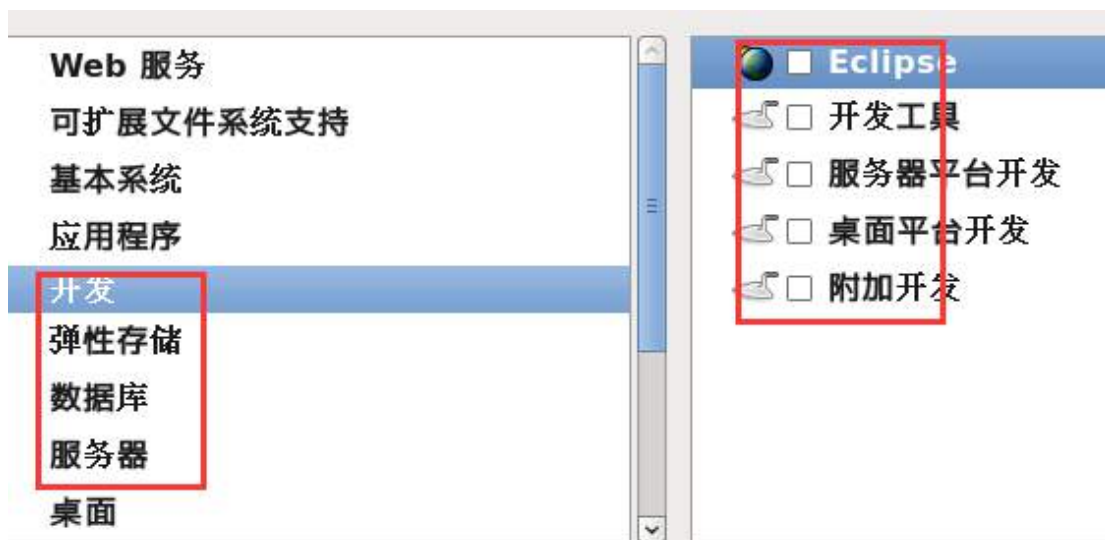 Web 服务
可扩展文件系统支持
基本系统
应用程序
开发
弹性存储
数据库
服务器
桌面
Eclipse
开发工具
服务器平台开发
桌面平台开发
附加开发